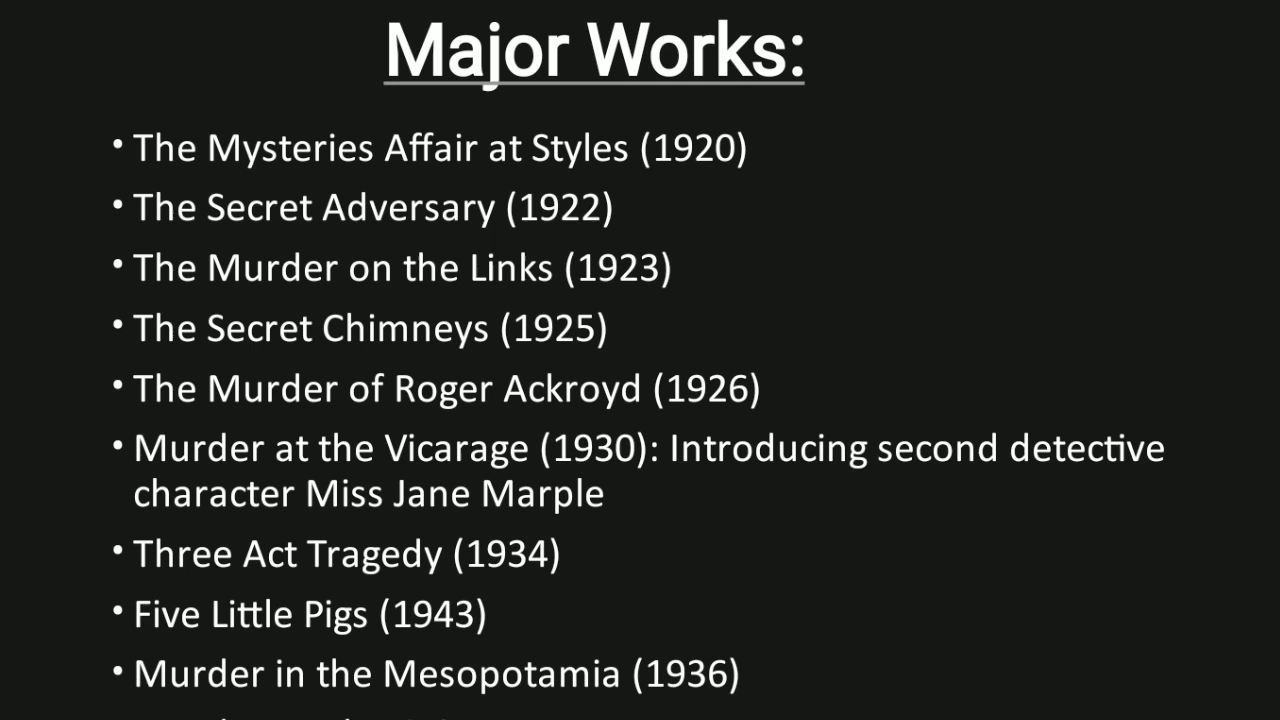 Major Works:
• The Mysteries Affair at Styles (1920)
• The Secret Adversary (1922)
• The Murder on the Links (1923)
• The Secret Chimneys (1925)
• The Murder of Roger Ackroyd (1926)
• Murder at the Vicarage (1930): Introducing second detective
character Miss Jane Marple
• Three Act Tragedy (1934)
• Five Little Pigs (1943)
• Murder in the Mesopotamia (1936)